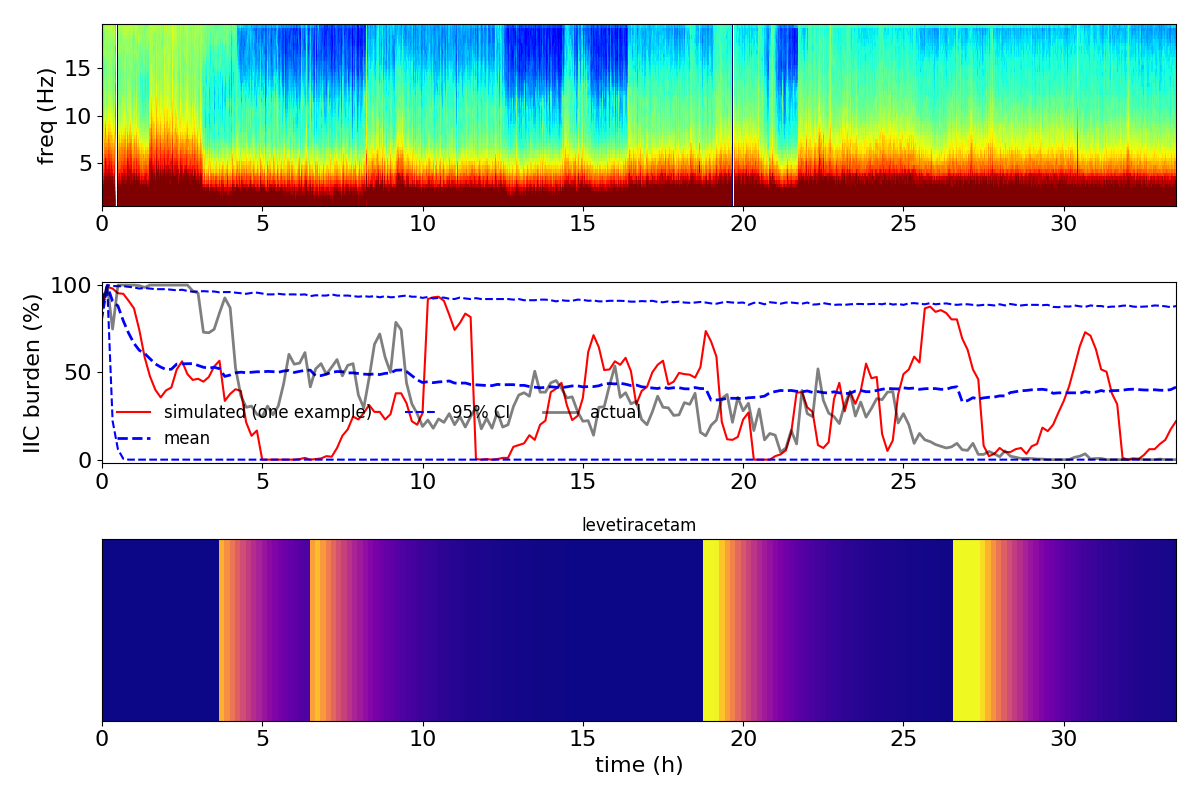 freq (Hz)
15
10
5
0 5 10 15 20 25 30
IIC burden (%)
100
50
0
simulated (one example)
mean
95% CI
actual
0 5 10 15 20 25 30
levetiracetam
0 5 10 15 20 25 30
time (h)